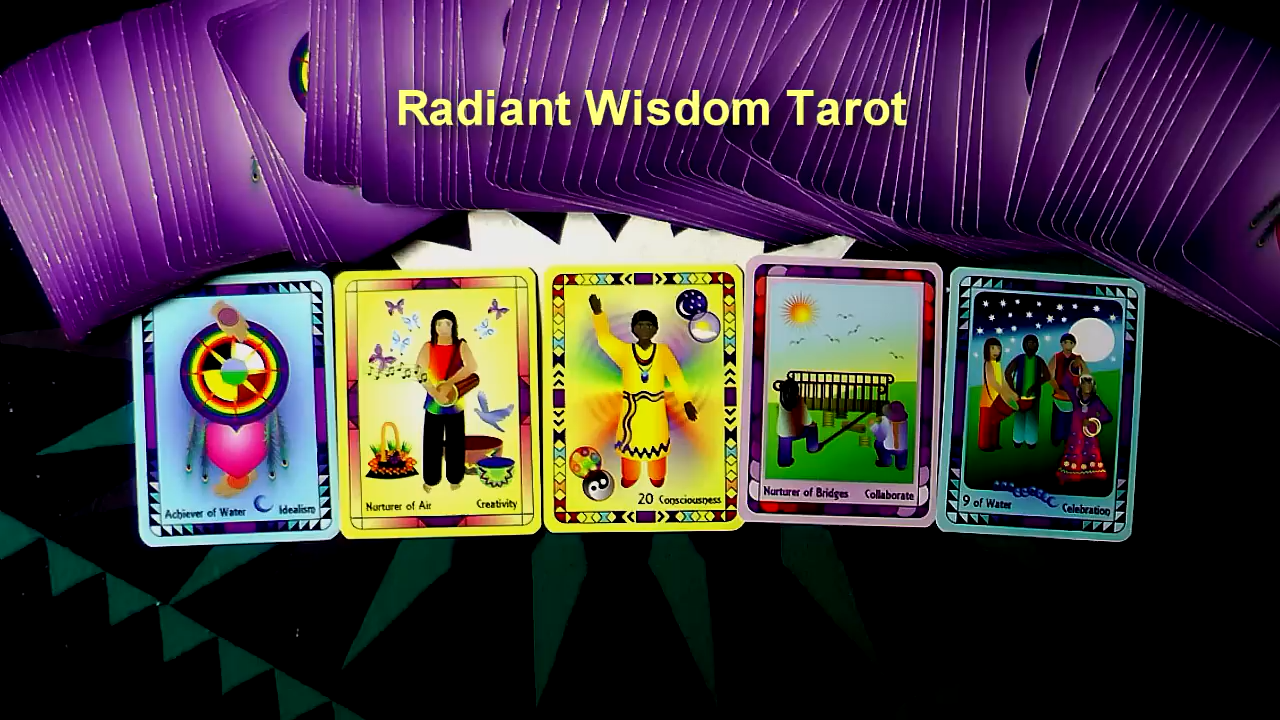 Radiant Wisdom Tarot
Achiever of Water Idealism
Nurturer of Air Creativity
20 Consciousness
Nurturer of Bridges Collaborate
9 of Water Celebration